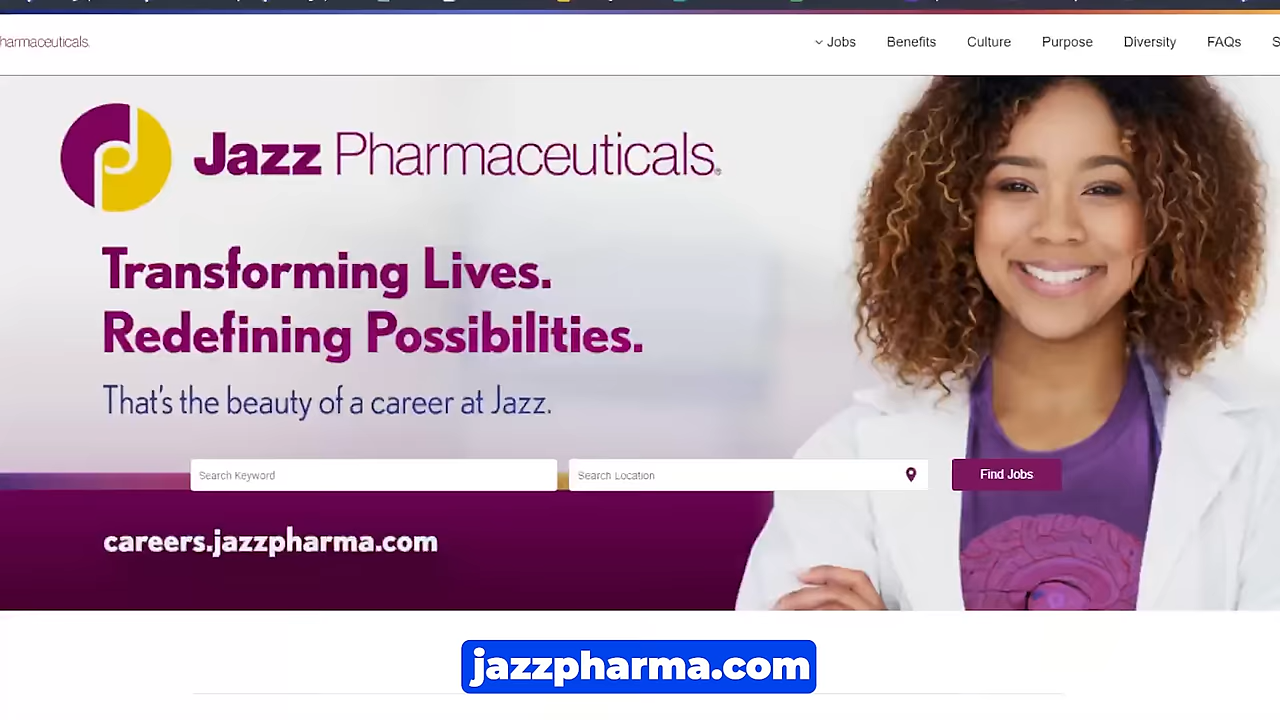 harmaceuticals.
Jobs Benefits Culture Purpose Diversity FAQs S
Jazz Pharmaceuticals®
Transforming Lives.
Redefining Possibilities.
That's the beauty of a career at Jazz.
Search Keyword Search Location Find Jobs
careers.jazzpharma.com
jazzpharma.com